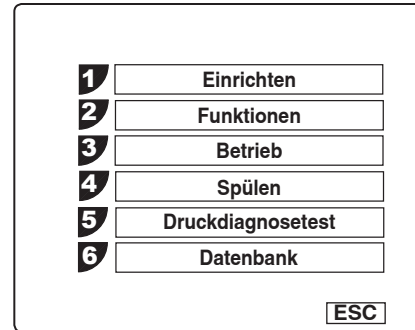 1 Einrichten
2 Funktionen
3 Betrieb
4 Spülen
5 Druckdiagnosetest
6 Datenbank
ESC